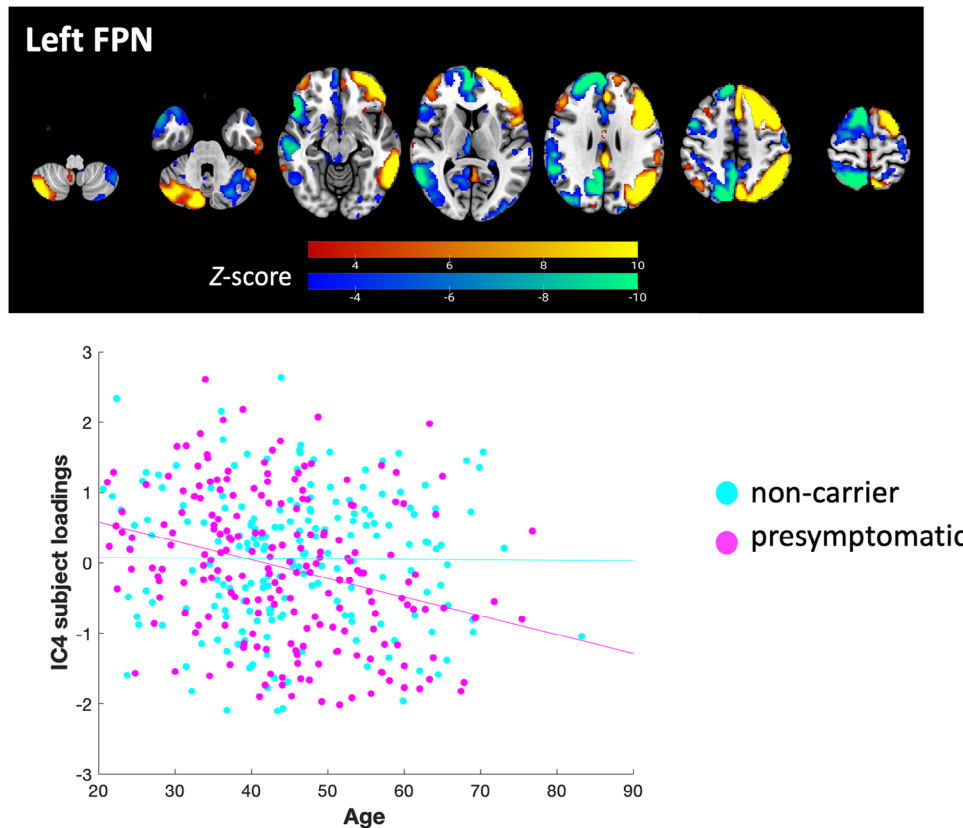 Left FPN
4 6 8 10
Z-score
-4 -6 -8 -10
3
2
1
0
-1
-2
-3
IC4 subject loadings
20 30 40 50 60 70 80 90
Age
non-carrier
presymptomatic